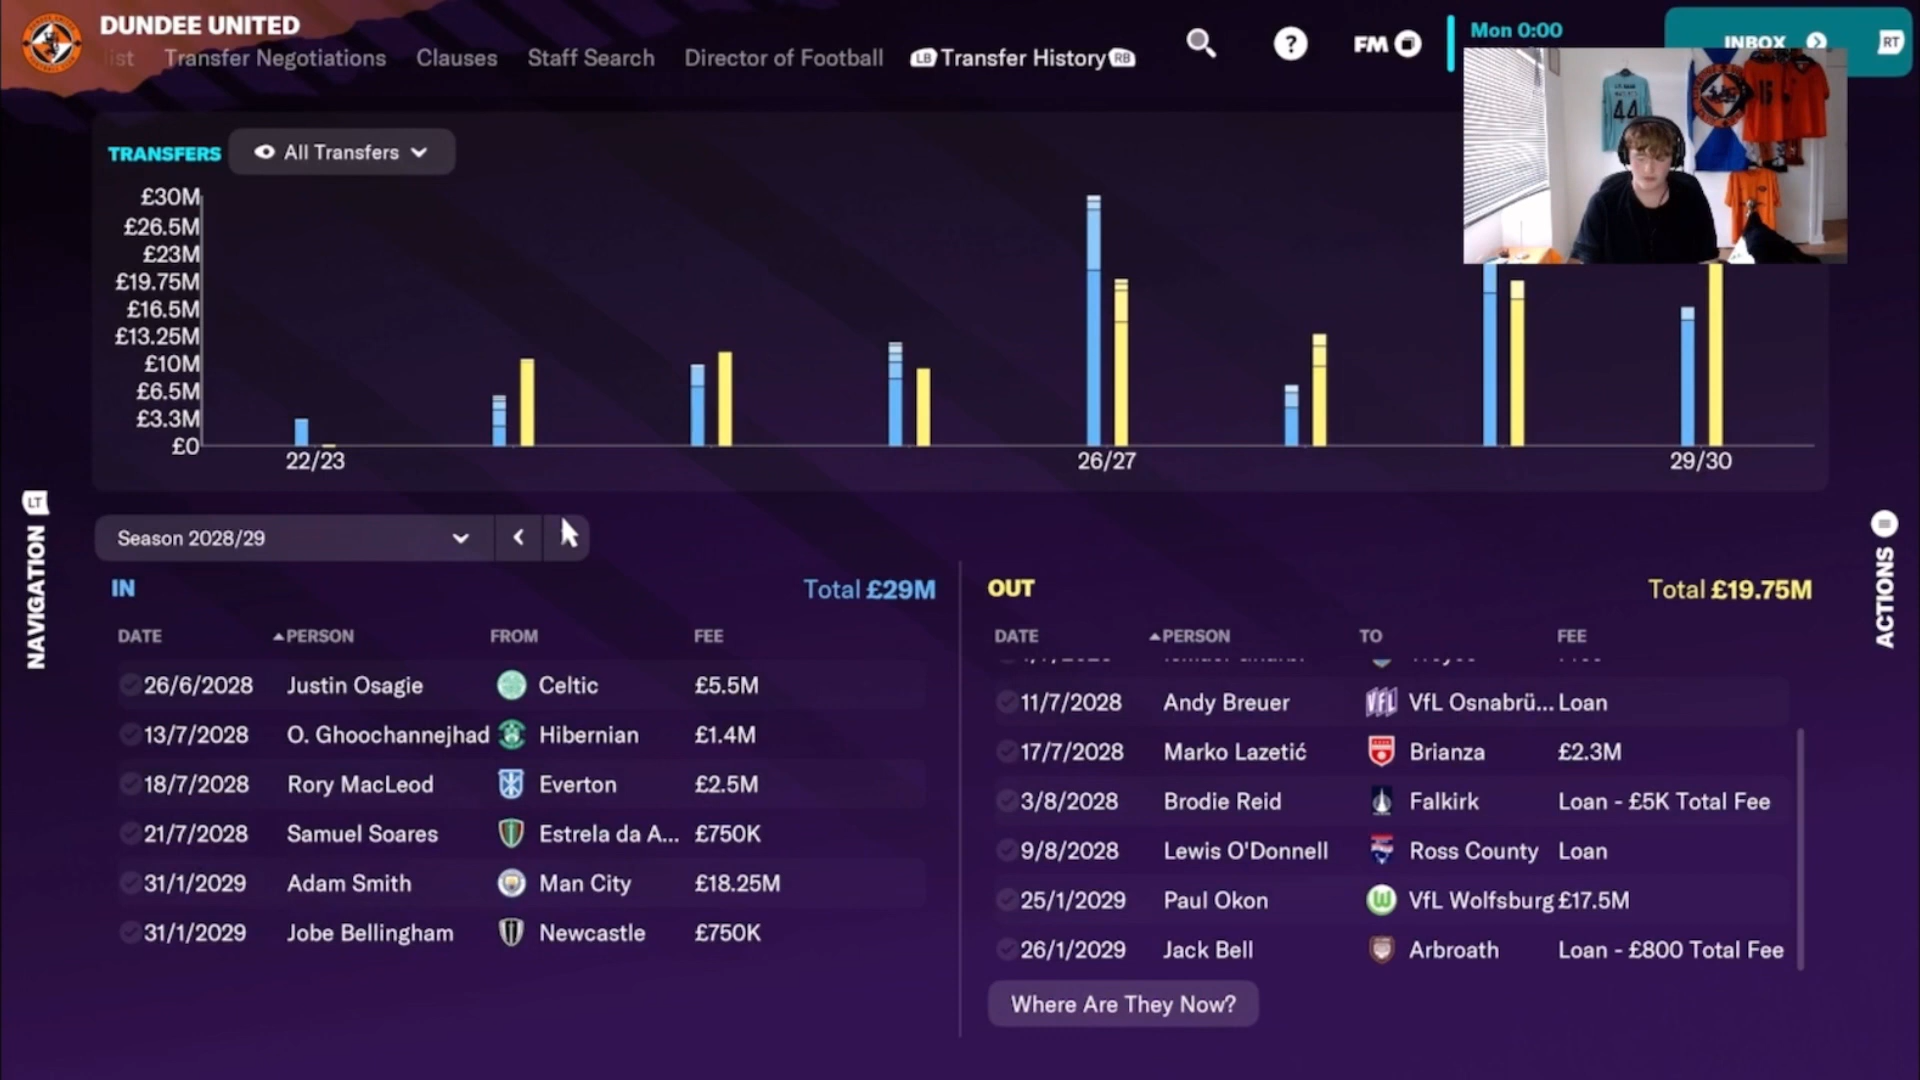 DUNDEE UNITED
ist Transfer Negotiations Clauses Staff Search Director of Football LB Transfer History RB
? FM
Mon 0:00
INBOX RT
44
15
TRANSFERS All Transfers
£30M
£26.5M
£23M
£19.75M
£16.5M
£13.25M
£10M
£6.5M
£3.3M
£0
22/23 26/27 29/30
LT NAVIGATION
ACTIONS
Season 2028/29
IN Total £29M
DATE PERSON FROM FEE
26/6/2028 Justin Osagie Celtic £5.5M
13/7/2028 O. Ghoochannejhad Hibernian £1.4M
18/7/2028 Rory MacLeod Everton £2.5M
21/7/2028 Samuel Soares Estrela da A... £750K
31/1/2029 Adam Smith Man City £18.25M
31/1/2029 Jobe Bellingham Newcastle £750K
OUT Total £19.75M
DATE PERSON TO FEE
11/7/2028 Andy Breuer VfL Osnabrü... Loan
17/7/2028 Marko Lazetić Brianza £2.3M
3/8/2028 Brodie Reid Falkirk Loan - £5K Total Fee
9/8/2028 Lewis O'Donnell Ross County Loan
25/1/2029 Paul Okon VfL Wolfsburg £17.5M
26/1/2029 Jack Bell Arbroath Loan - £800 Total Fee
Where Are They Now?